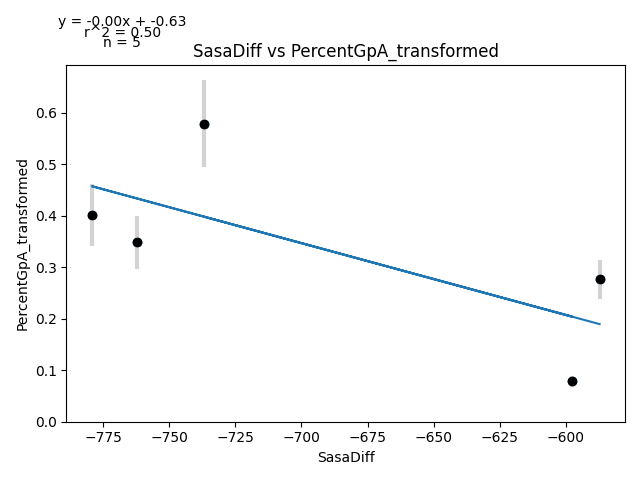 y = -0.00x + -0.63
r^2 = 0.50
n = 5
SasaDiff vs PercentGpA_transformed
0.6
0.5
0.4
0.3
0.2
0.1
0.0
PercentGpA_transformed
−775
−750
−725
−700
−675
−650
−625
−600
SasaDiff